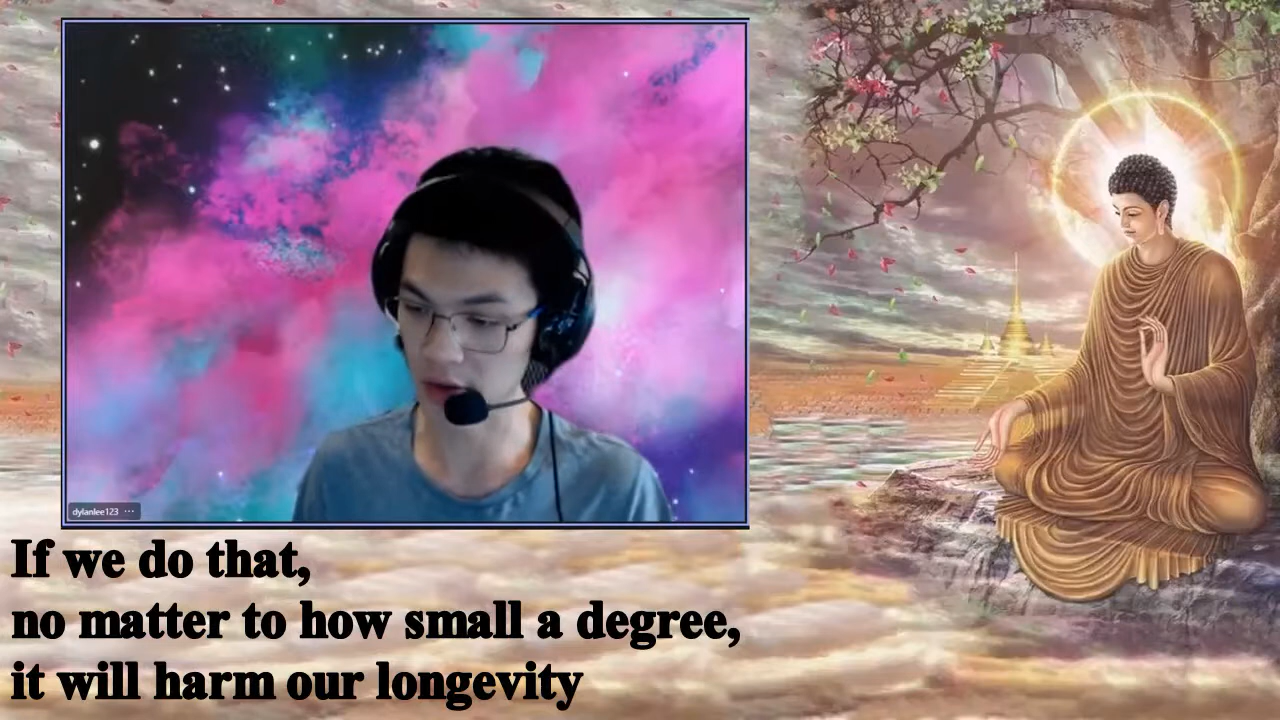 dylanlee123 ...
If we do that,
no matter to how small a degree,
it will harm our longevity